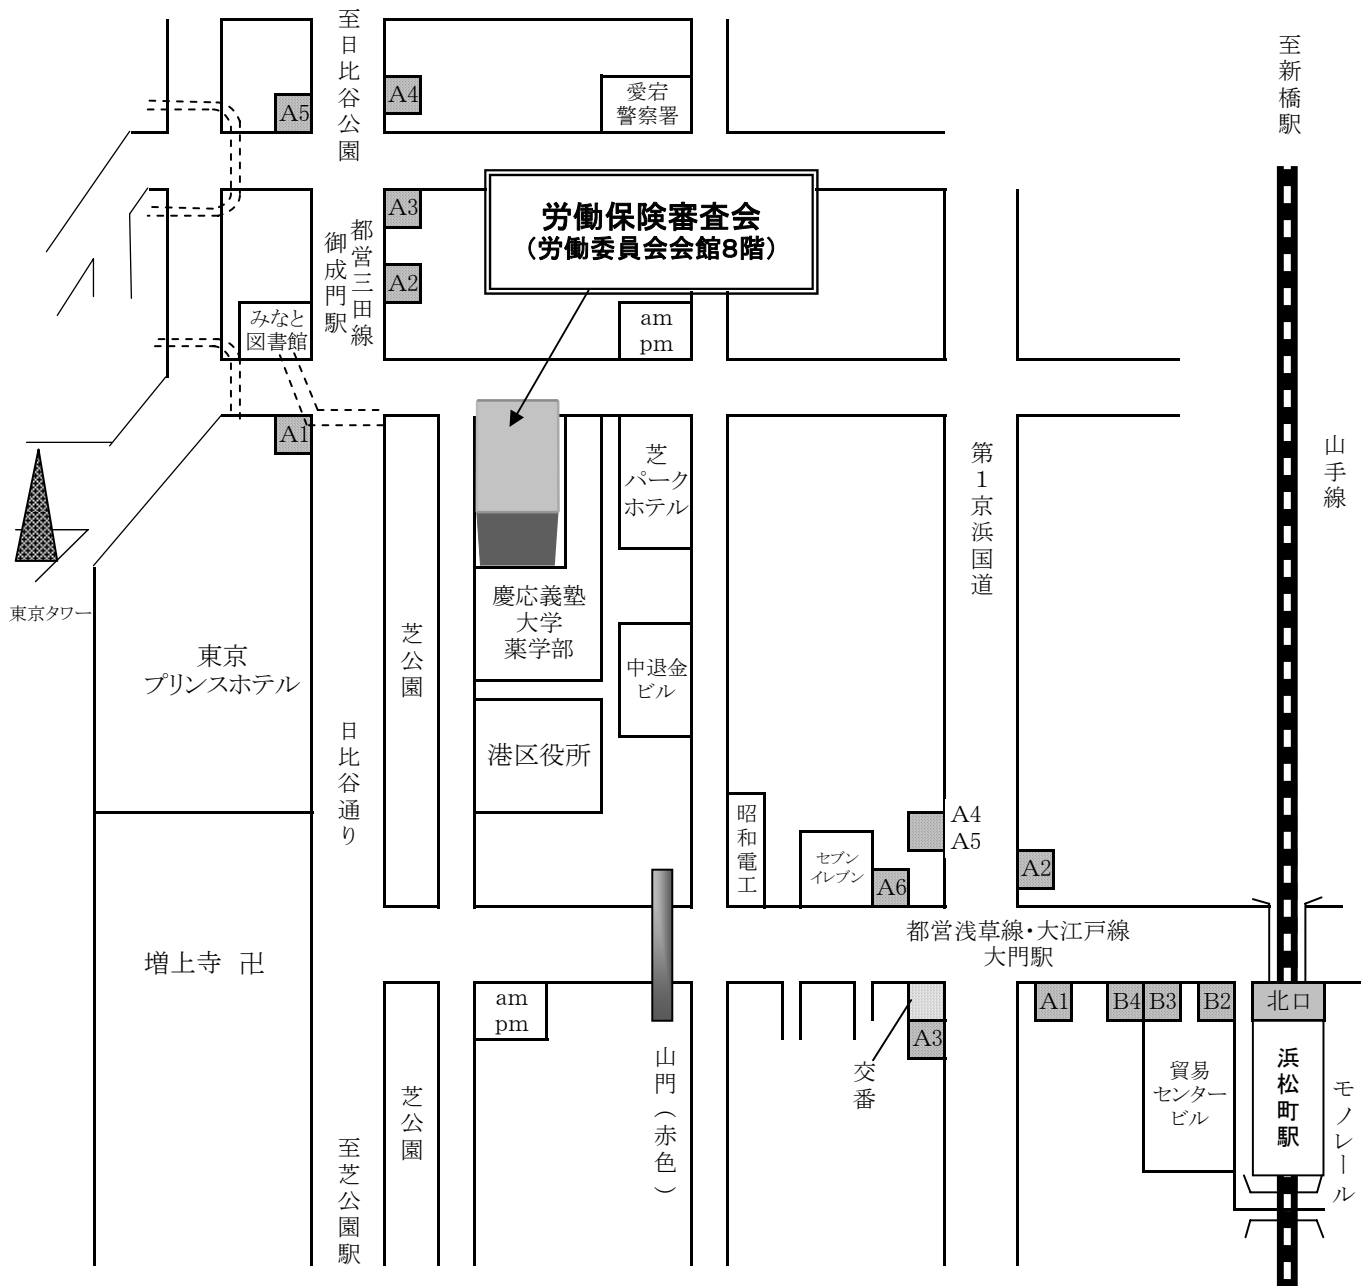 至日比谷公園
至新橋駅
A5
A4
愛宕
警察署
労働保険審査会
（労働委員会会館8階）
A3
都営三田線
御成門駅
A2
みなと
図書館
am
pm
A1
芝
パーク
ホテル
第１京浜国道
山手線
東京タワー
慶応義塾
大学
薬学部
芝公園
東京
プリンスホテル
中退金
ビル
日比谷通り
港区役所
昭和電工
セブン
イレブン
A6
A4
A5
A2
都営浅草線・大江戸線
大門駅
増上寺 卍
am
pm
A3
A1
B4
B3
B2
北口
山門（赤色）
交番
貿易
センター
ビル
浜松町駅
モノレール
芝公園
至芝公園駅